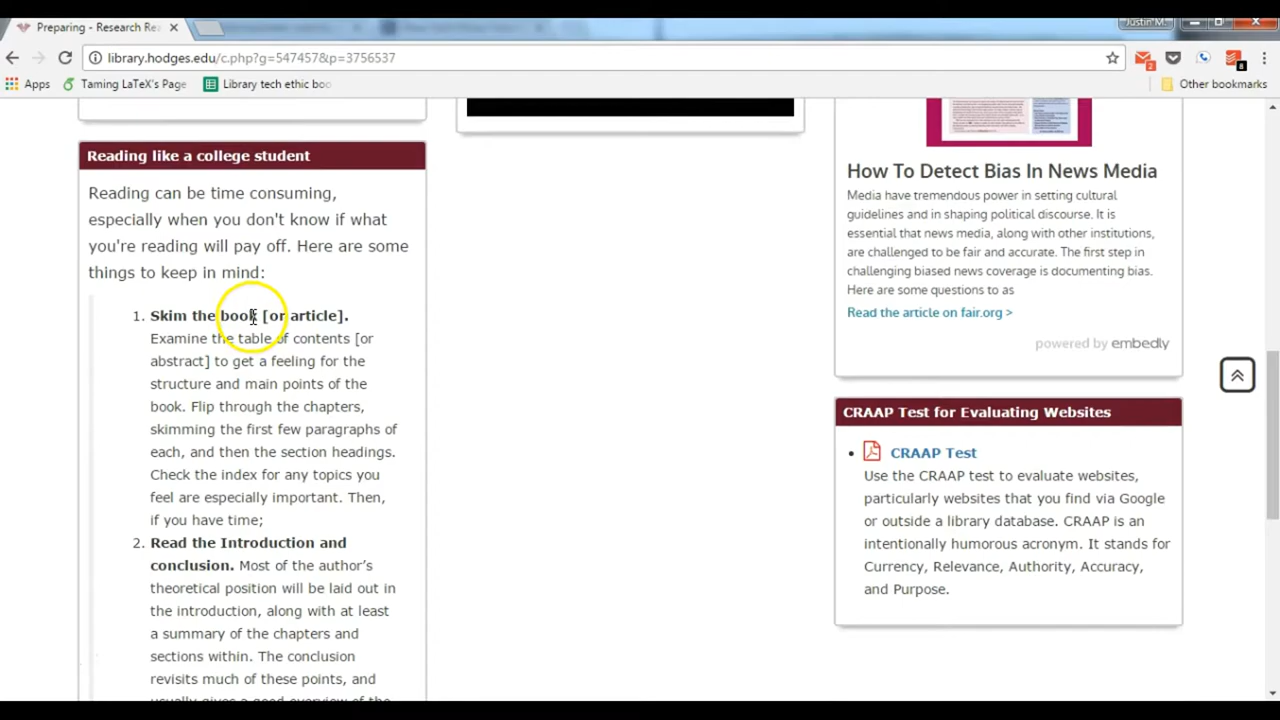 Preparing - Research Re
Justin M.
library.hodges.edu/c.php?g=547457&p=3756537
2
8
Apps
Taming LaTeX's Page
Library tech ethic boo
Other bookmarks
Reading like a college student
Reading can be time consuming,
especially when you don't know if what
you're reading will pay off. Here are some
things to keep in mind:
1. Skim the book [or article].
Examine the table of contents [or
abstract] to get a feeling for the
structure and main points of the
book. Flip through the chapters,
skimming the first few paragraphs of
each, and then the section headings.
Check the index for any topics you
feel are especially important. Then,
if you have time;
2. Read the Introduction and
conclusion. Most of the author's
theoretical position will be laid out in
the introduction, along with at least
a summary of the chapters and
sections within. The conclusion
revisits much of these points, and
usually gives a good overview of the
How To Detect Bias In News Media
Media have tremendous power in setting cultural
guidelines and in shaping political discourse. It is
essential that news media, along with other institutions,
are challenged to be fair and accurate. The first step in
challenging biased news coverage is documenting bias.
Here are some questions to as
Read the article on fair.org >
powered by embedly
CRAAP Test for Evaluating Websites
• CRAAP Test
Use the CRAAP test to evaluate websites,
particularly websites that you find via Google
or outside a library database. CRAAP is an
intentionally humorous acronym. It stands for
Currency, Relevance, Authority, Accuracy,
and Purpose.